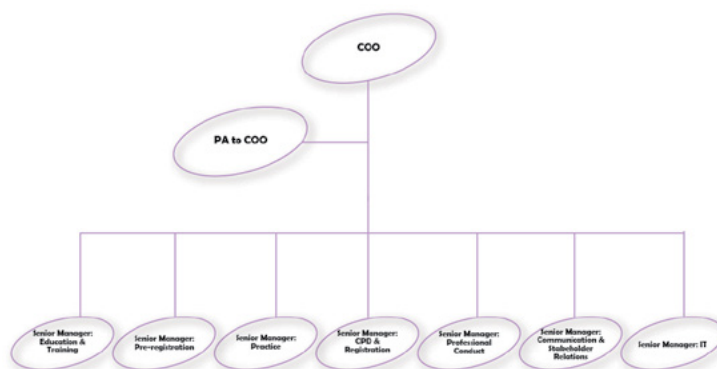 COO
PA to COO
Senior Manager:
Education &
Training
Senior Manager:
Pre-registration
Senior Manager:
Practice
Senior Manager:
CPD &
Registration
Senior Manager:
Professional
Conduct
Senior Manager:
Communication &
Stakeholder
Relations
Senior Manager: IT